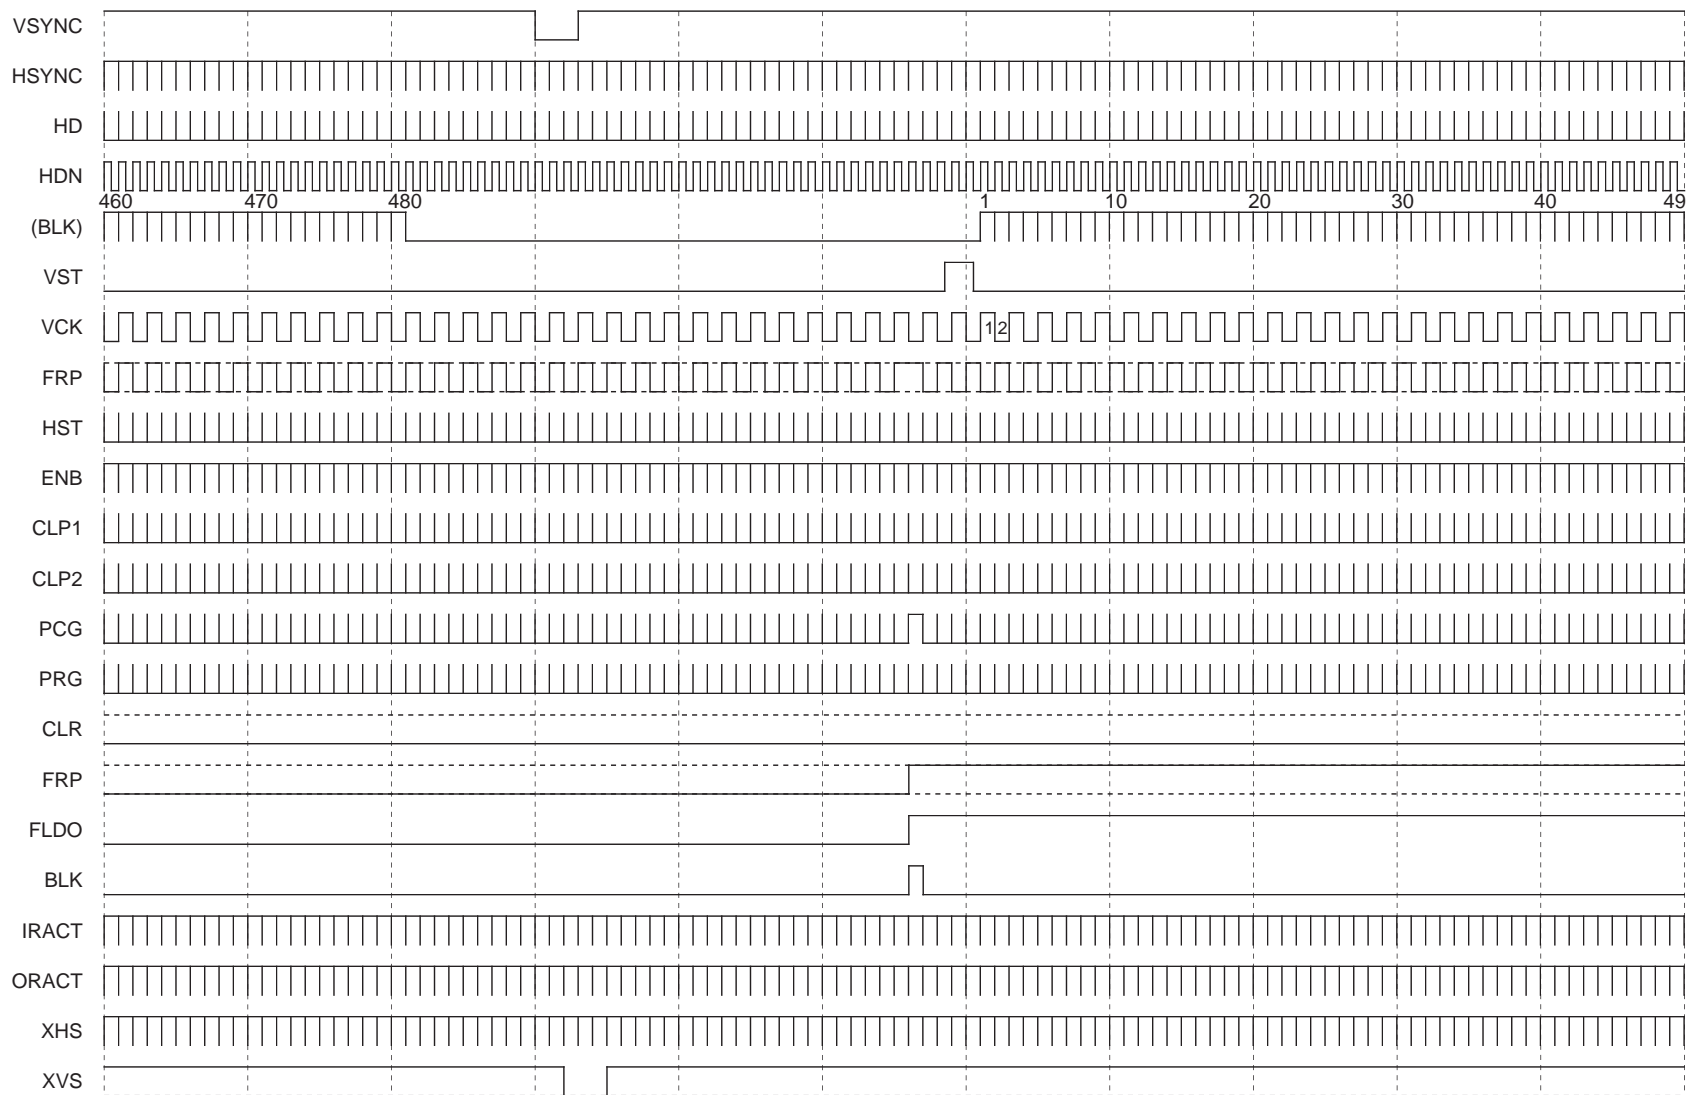 VSYNC
HSYNC
HD
HDN
460 470 480 1 10 20 30 40 49
(BLK)
VST
VCK 1 2
FRP
HST
ENB
CLP1
CLP2
PCG
PRG
CLR
FRP
FLDO
BLK
IRACT
ORACT
XHS
XVS